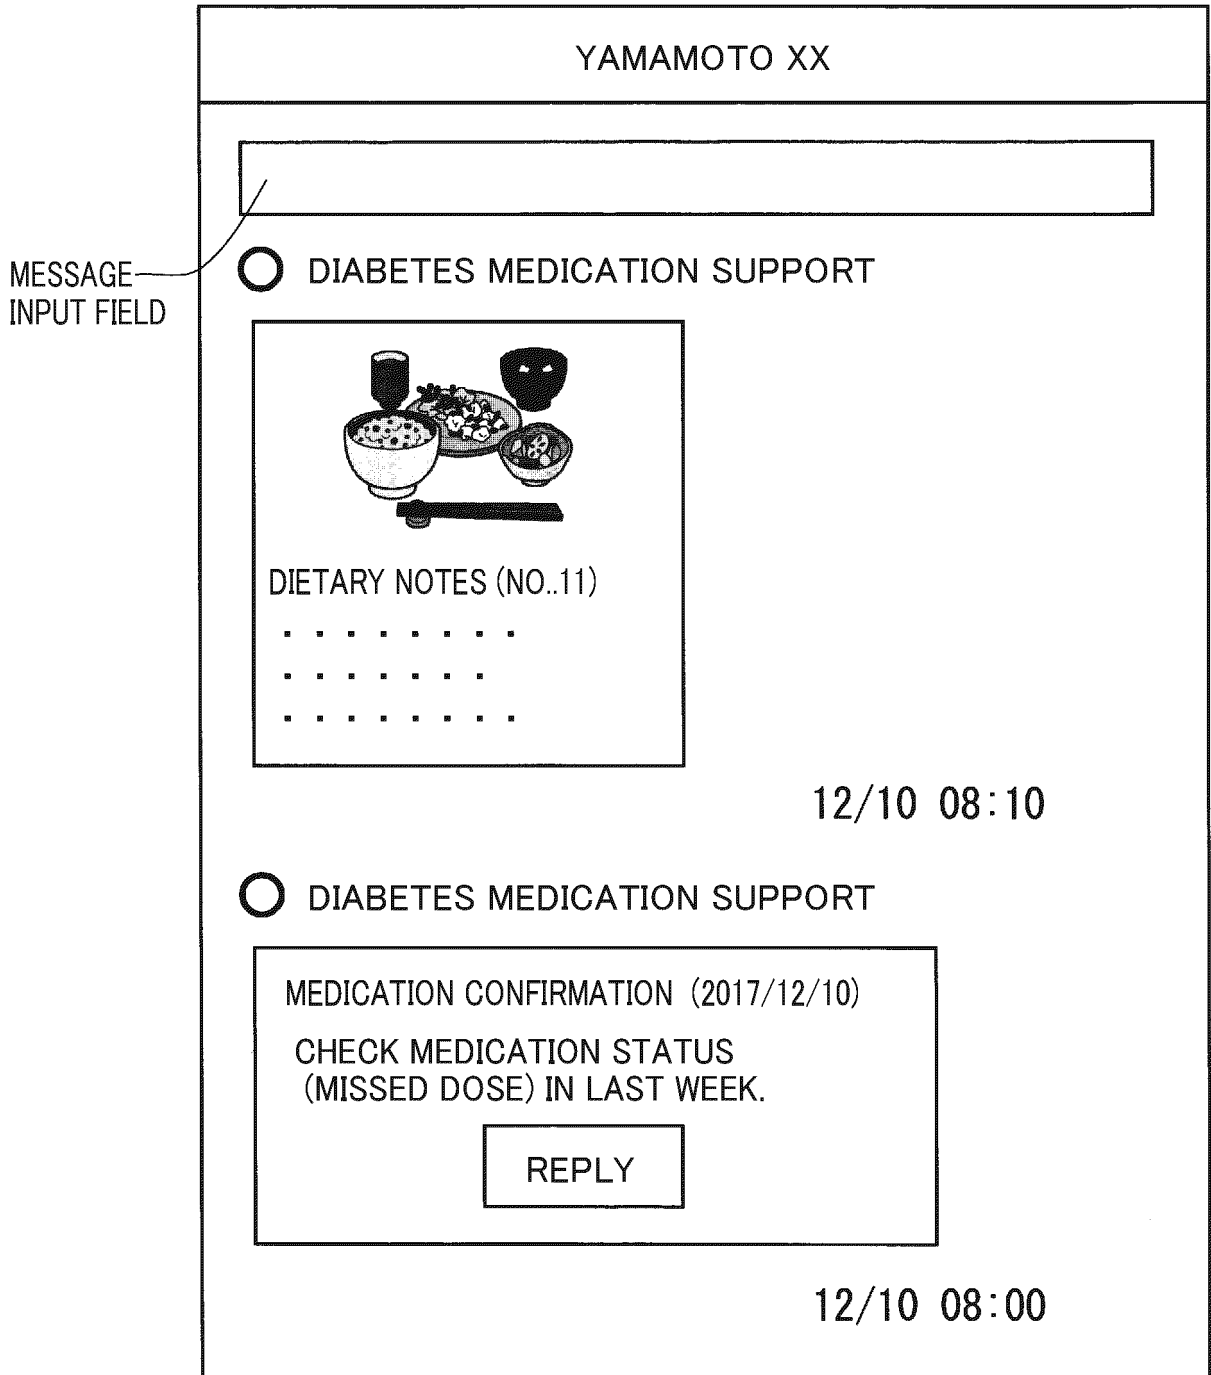 YAMAMOTO XX
MESSAGE
INPUT FIELD
DIABETES MEDICATION SUPPORT
DIETARY NOTES (NO..11)
. . . . . . . .
. . . . . . .
. . . . . . . .
12/10 08:10
DIABETES MEDICATION SUPPORT
MEDICATION CONFIRMATION (2017/12/10)
CHECK MEDICATION STATUS
(MISSED DOSE) IN LAST WEEK.
REPLY
12/10 08:00